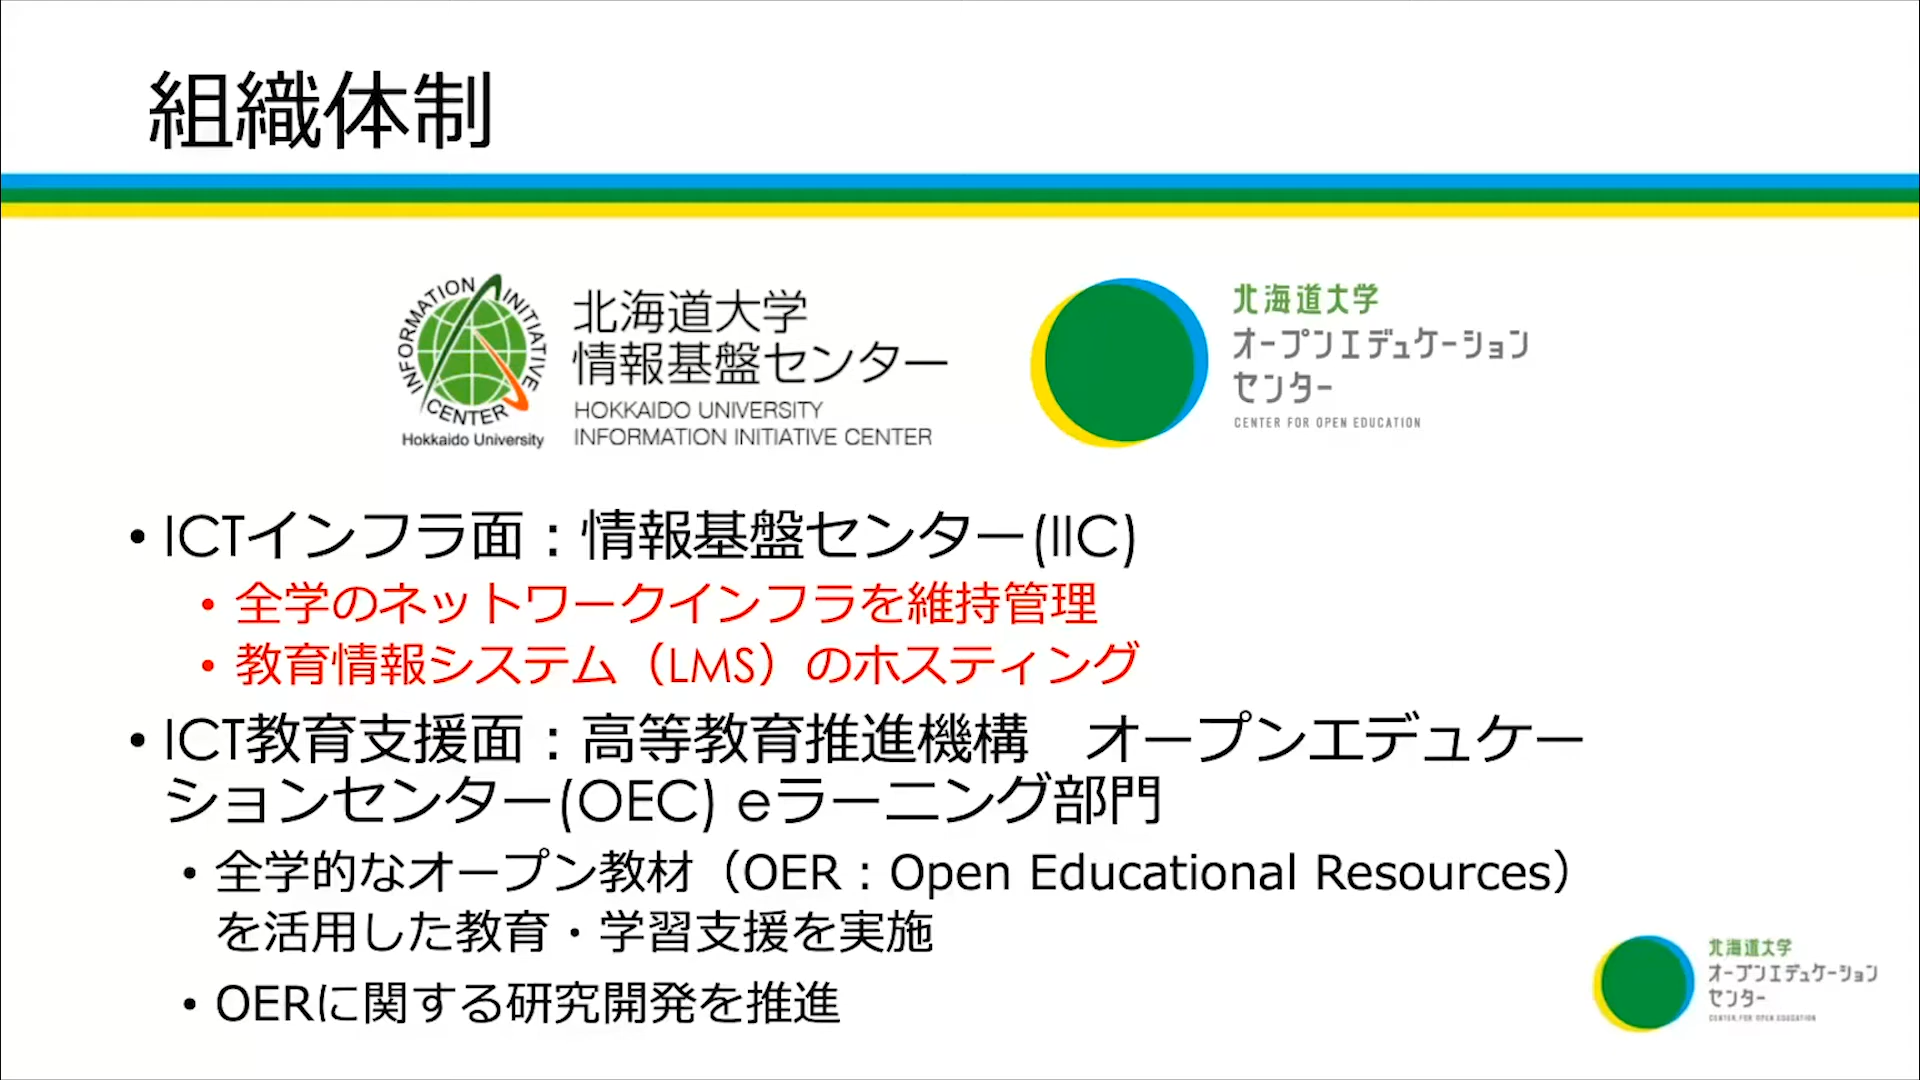 組織体制
INFORMATION INITIATIVE CENTER
Hokkaido University
北海道大学
情報基盤センター
HOKKAIDO UNIVERSITY
INFORMATION INITIATIVE CENTER
北海道大学
オープンエデュケーション
センター
CENTER FOR OPEN EDUCATION
• ICTインフラ面：情報基盤センター(IIC)
• 全学のネットワークインフラを維持管理
• 教育情報システム（LMS）のホスティング
• ICT教育支援面：高等教育推進機構　オープンエデュケー
ションセンター(OEC) eラーニング部門
• 全学的なオープン教材（OER：Open Educational Resources）
を活用した教育・学習支援を実施
• OERに関する研究開発を推進
北海道大学
オープンエデュケーション
センター
CENTER FOR OPEN EDUCATION